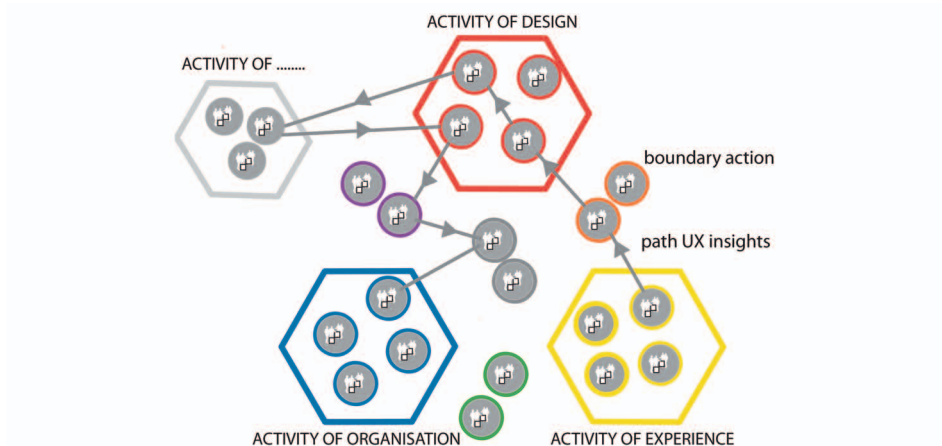 ACTIVITY OF DESIGN
ACTIVITY OF ........
boundary action
path UX insights
ACTIVITY OF ORGANISATION
ACTIVITY OF EXPERIENCE